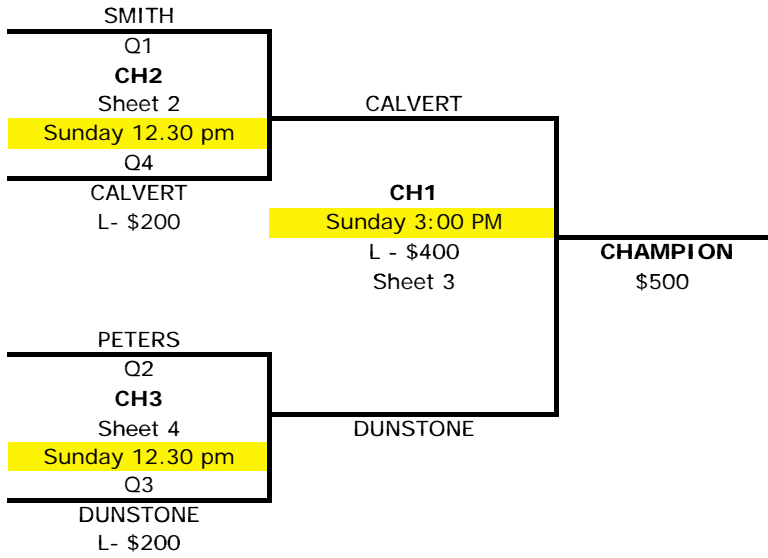 SMITH
Q1
CH2
Sheet 2
Sunday 12.30 pm
Q4
CALVERT
L- $200
CALVERT
CH1
Sunday 3:00 PM
L - $400
Sheet 3
CHAMPION
$500
PETERS
Q2
CH3
Sheet 4
Sunday 12.30 pm
Q3
DUNSTONE
L- $200
DUNSTONE